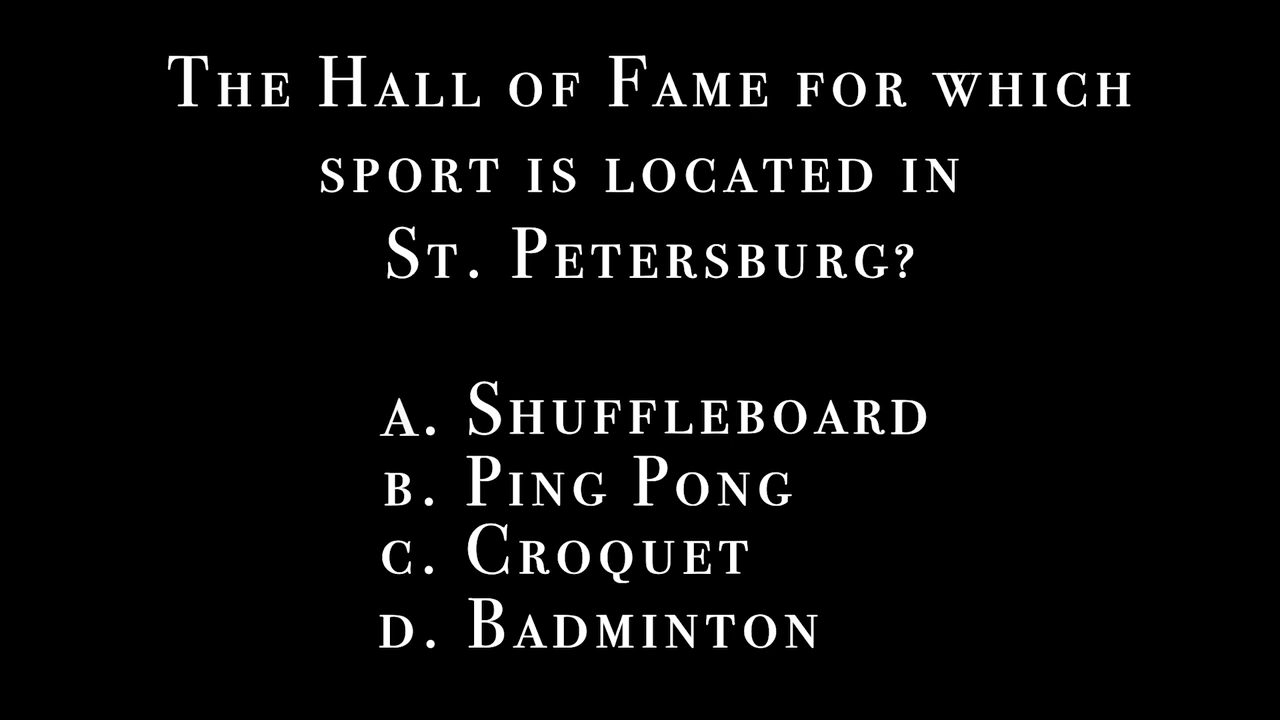 The Hall of Fame for which
sport is located in
St. Petersburg?
a. Shuffleboard
b. Ping Pong
c. Croquet
d. Badminton